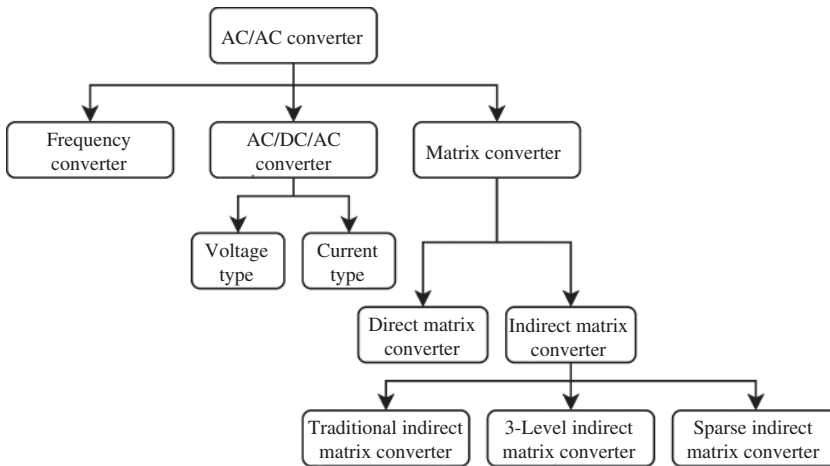 AC/AC converter
Frequency
converter
AC/DC/AC
converter
Matrix converter
Voltage
type
Current
type
Direct matrix
converter
Indirect matrix
converter
Traditional indirect
matrix converter
3-Level indirect
matrix converter
Sparse indirect
matrix converter